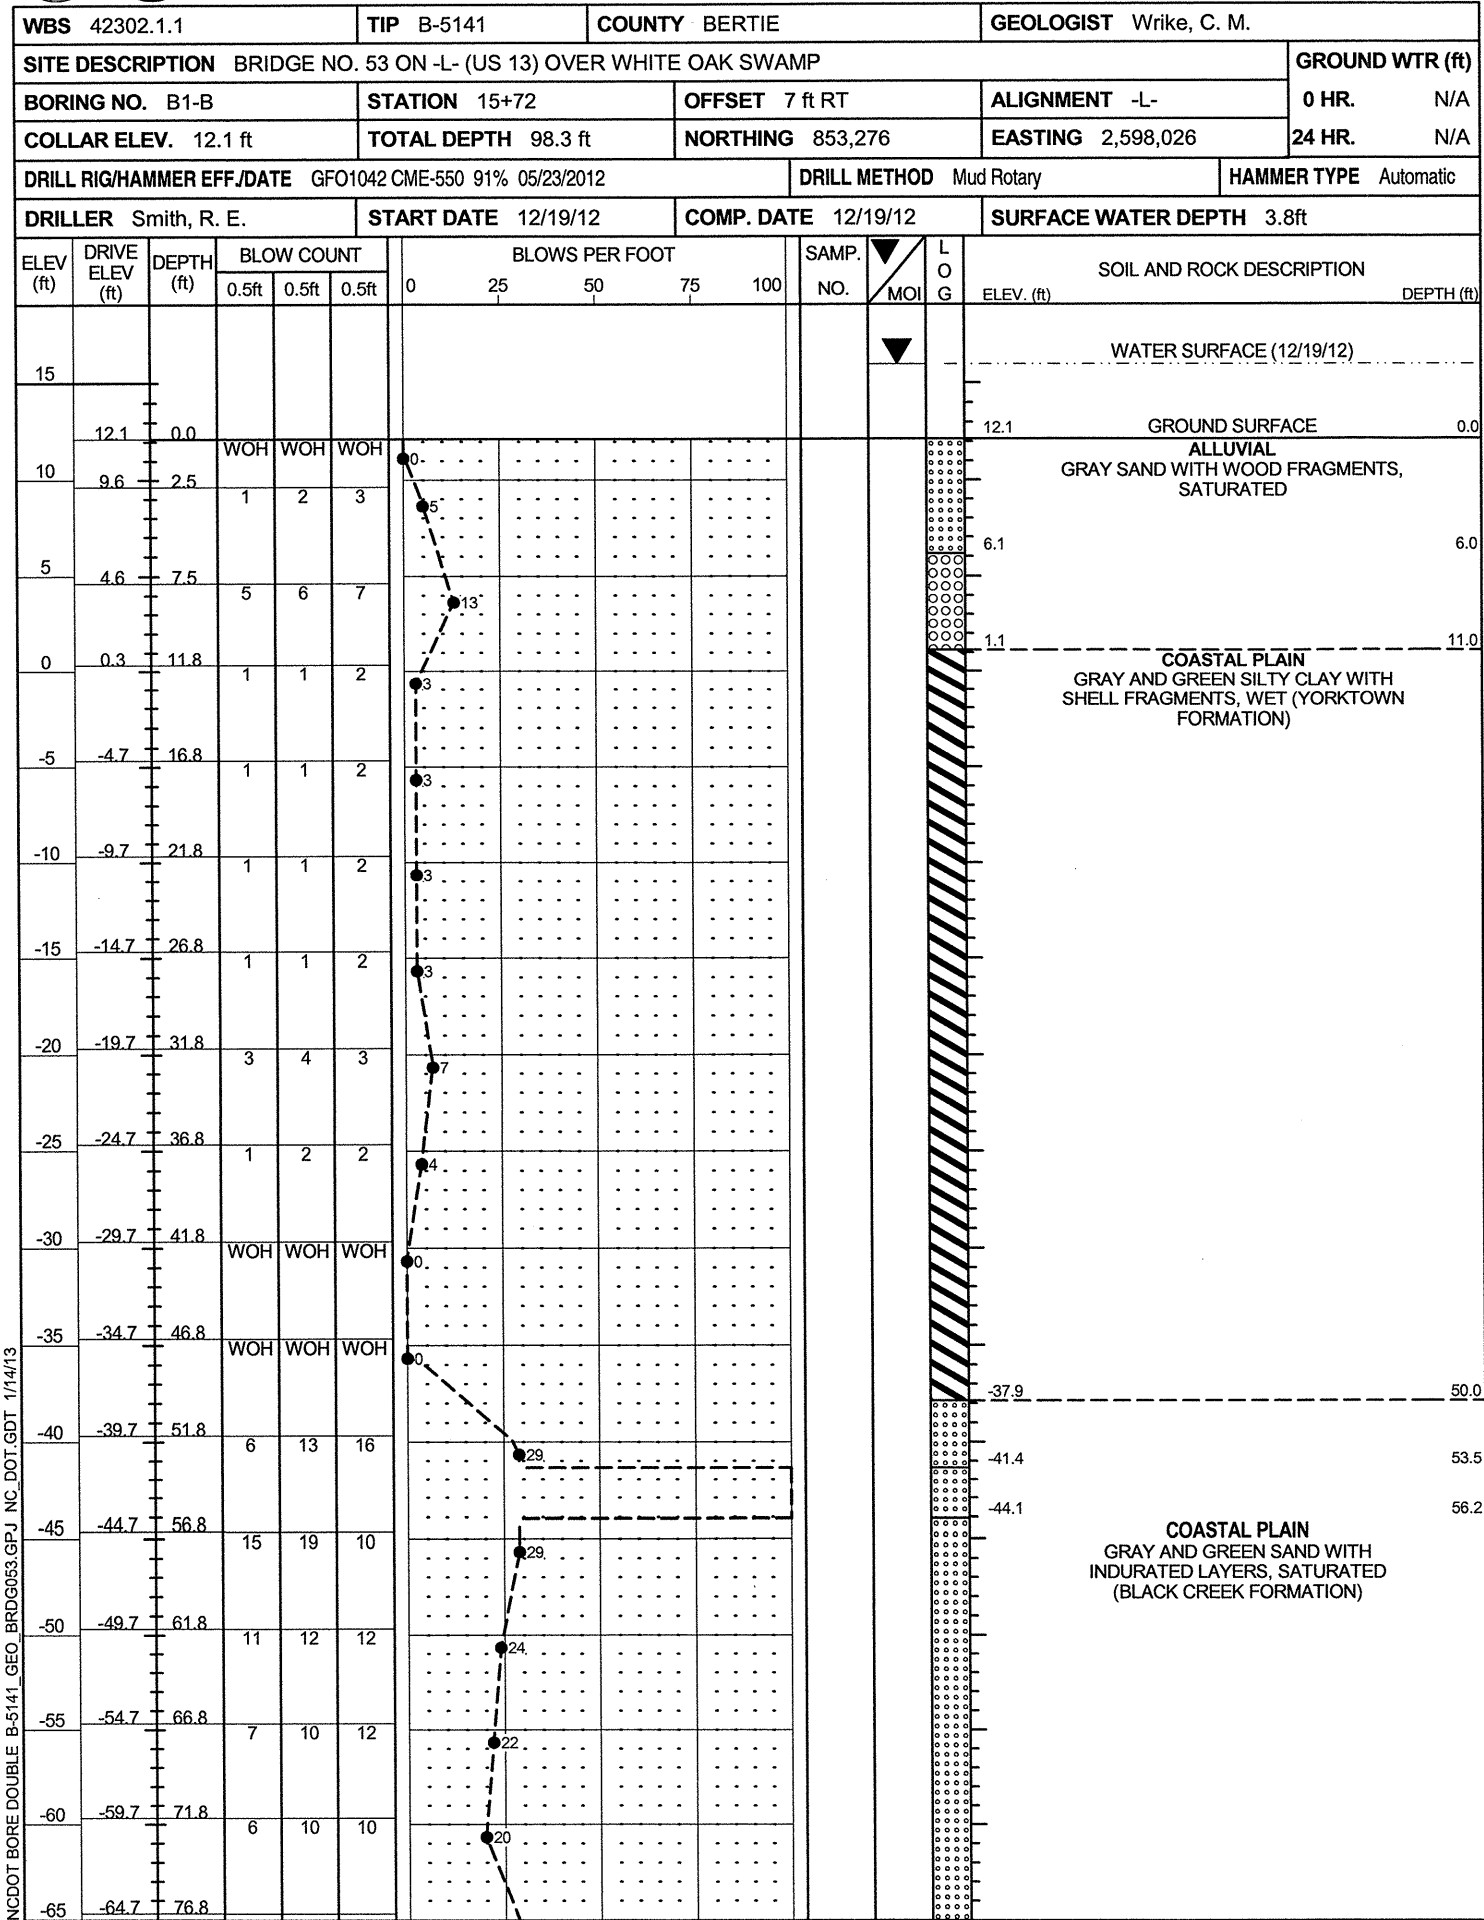 WBS 42302.1.1 TIP B-5141 COUNTY BERTIE GEOLOGIST Wrike, C. M.
SITE DESCRIPTION BRIDGE NO. 53 ON -L- (US 13) OVER WHITE OAK SWAMP GROUND WTR (ft)
BORING NO. B1-B STATION 15+72 OFFSET 7 ft RT ALIGNMENT -L- 0 HR. N/A
COLLAR ELEV. 12.1 ft TOTAL DEPTH 98.3 ft NORTHING 853,276 EASTING 2,598,026 24 HR. N/A
DRILL RIG/HAMMER EFF./DATE GFO1042 CME-550 91% 05/23/2012 DRILL METHOD Mud Rotary HAMMER TYPE Automatic
DRILLER Smith, R. E. START DATE 12/19/12 COMP. DATE 12/19/12 SURFACE WATER DEPTH 3.8ft
ELEV (ft) DRIVE ELEV (ft) DEPTH (ft) BLOW COUNT BLOWS PER FOOT SAMP. NO. MOI LOG SOIL AND ROCK DESCRIPTION
0.5ft 0.5ft 0.5ft 0 25 50 75 100 ELEV. (ft) DEPTH (ft)
WATER SURFACE (12/19/12)
15
12.1 0.0 12.1 GROUND SURFACE 0.0
WOH WOH WOH 0 ALLUVIAL
GRAY SAND WITH WOOD FRAGMENTS,
SATURATED
10 9.6 2.5
1 2 3 5
6.1 6.0
5 4.6 7.5
5 6 7 13
1.1 11.0
0 0.3 11.8
1 1 2 3
COASTAL PLAIN
GRAY AND GREEN SILTY CLAY WITH
SHELL FRAGMENTS, WET (YORKTOWN
FORMATION)
-5 -4.7 16.8
1 1 2 3
-10 -9.7 21.8
1 1 2 3
-15 -14.7 26.8
1 1 2 3
-20 -19.7 31.8
3 4 3 7
-25 -24.7 36.8
1 2 2 4
-30 -29.7 41.8
WOH WOH WOH 0
-35 -34.7 46.8
WOH WOH WOH 0
-37.9 50.0
-40 -39.7 51.8
6 13 16 29
-41.4 53.5
-44.1 56.2
-45 -44.7 56.8
15 19 10 29
COASTAL PLAIN
GRAY AND GREEN SAND WITH
INDURATED LAYERS, SATURATED
(BLACK CREEK FORMATION)
-50 -49.7 61.8
11 12 12 24
-55 -54.7 66.8
7 10 12 22
-60 -59.7 71.8
6 10 10 20
-65 -64.7 76.8
NCDOT BORE DOUBLE B-5141_GEO_BRDG053.GPJ NC_DOT.GDT 1/14/13